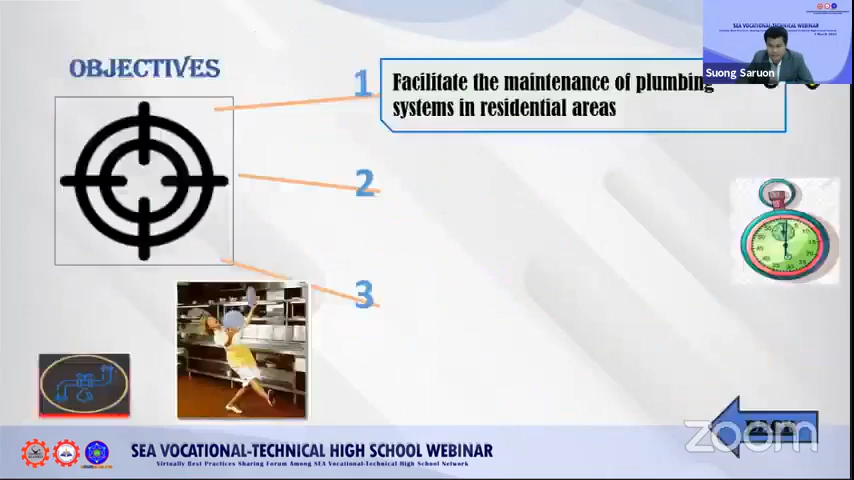 SEA VOCATIONAL-TECHNICAL WEBINAR
Suong Saruon
OBJECTIVES
1
Facilitate the maintenance of plumbing
systems in residential areas
2
3
zoom
SEA VOCATIONAL-TECHNICAL HIGH SCHOOL WEBINAR
Virtually Best Practices Sharing Forum Among SEA Vocational-Technical High School Network